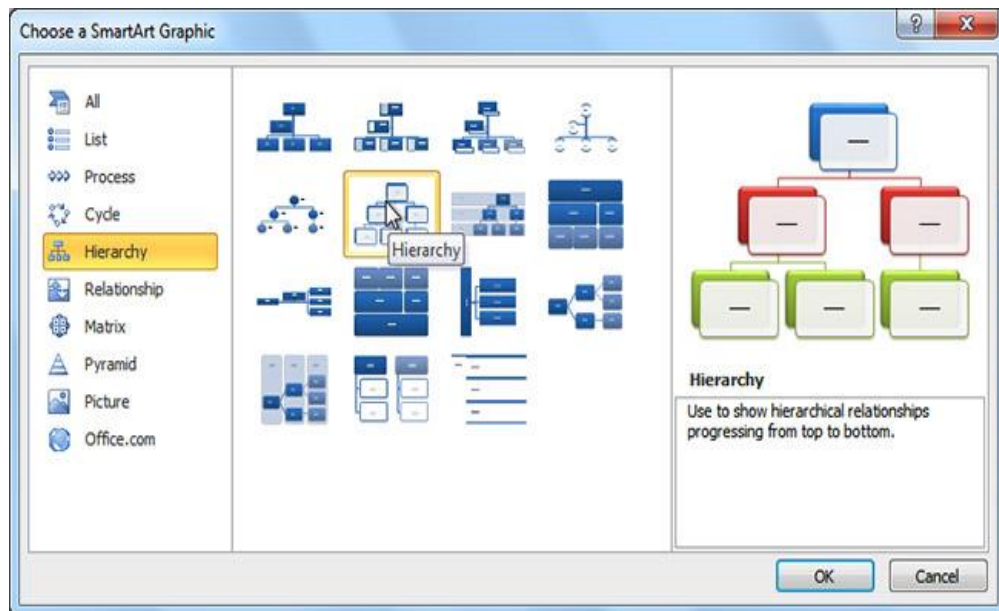 Choose a SmartArt Graphic
All
List
Process
Cycle
Hierarchy
Relationship
Matrix
Pyramid
Picture
Office.com
Hierarchy
Hierarchy
Use to show hierarchical relationships
progressing from top to bottom.
OK
Cancel